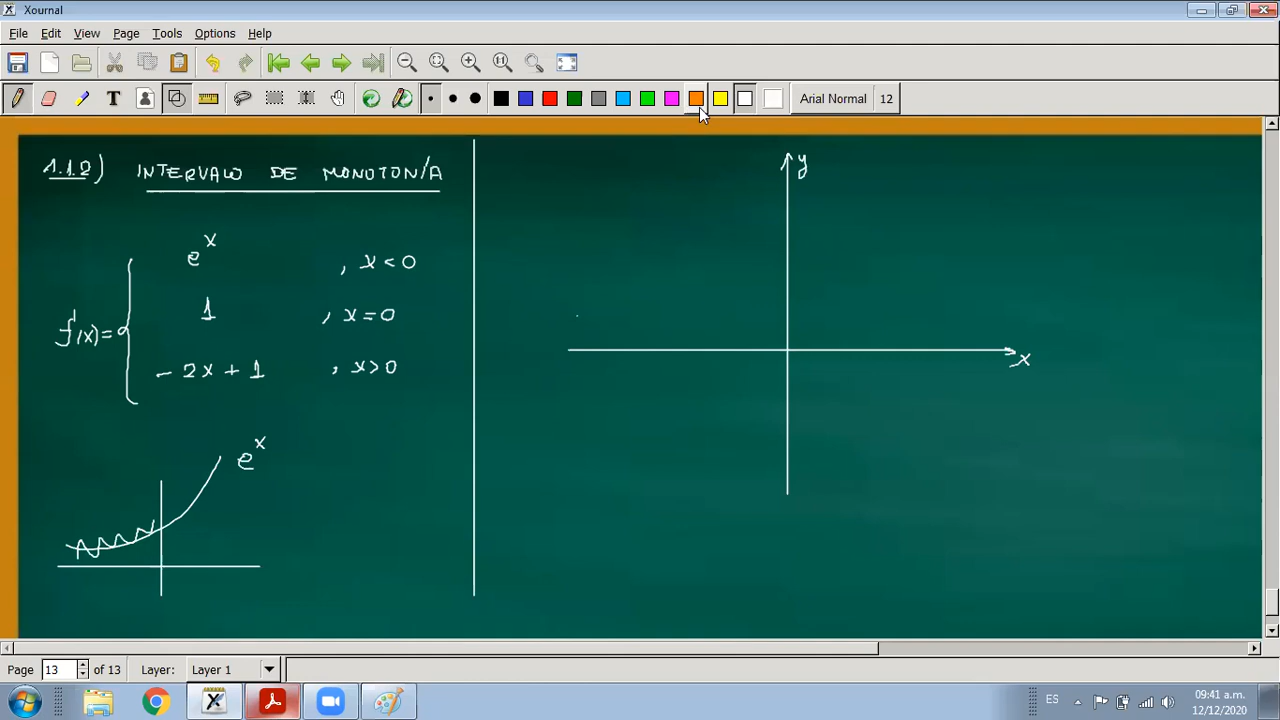 Xournal
File Edit View Page Tools Options Help
Arial Normal 12
1.1.2) INTERVALO DE MONOTONÍA
y
e^x , x < 0
1 , x = 0
f'(x) =
- 2x + 1 , x > 0
x
e^x
Page 13 of 13 Layer: Layer 1
ES 09:41 a.m.
12/12/2020